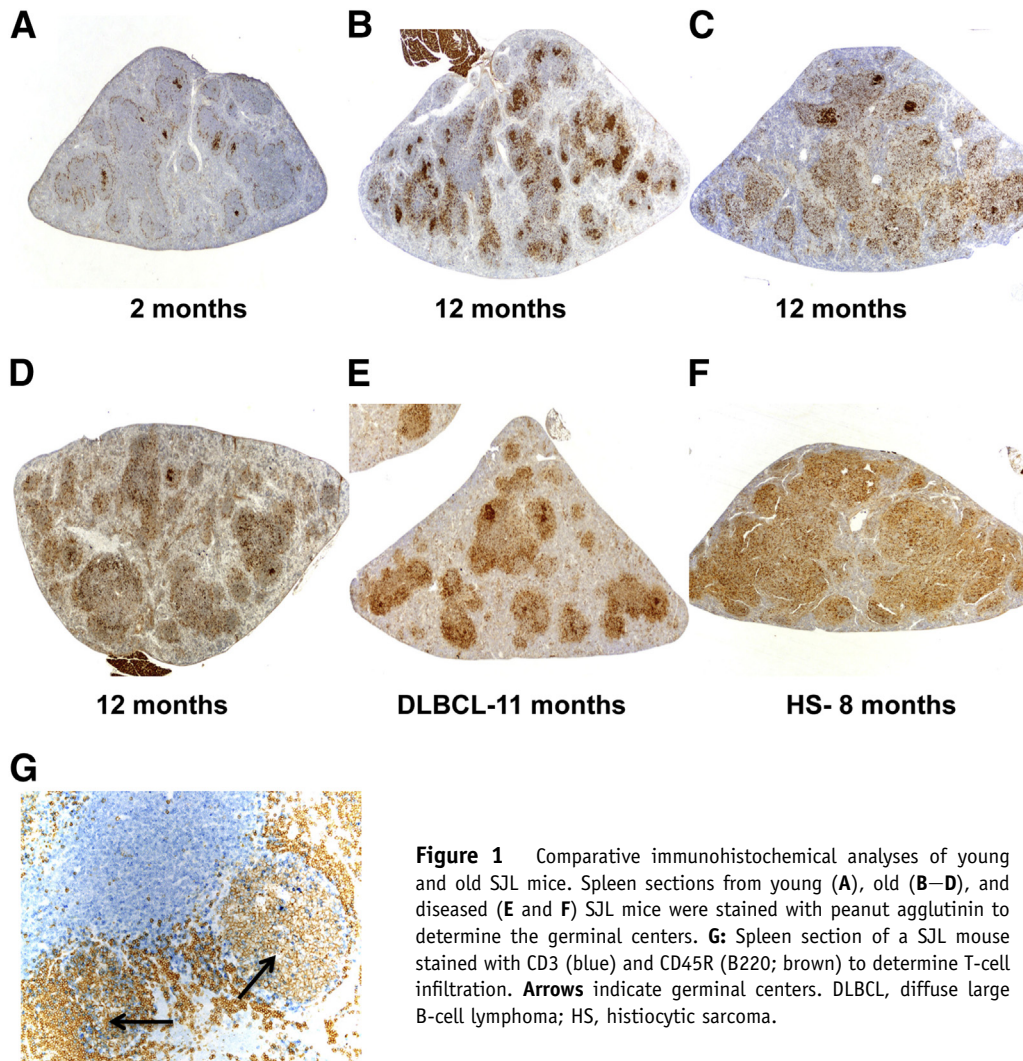 A
B
C
2 months
12 months
12 months
D
E
F
12 months
DLBCL-11 months
HS- 8 months
G
Figure 1 Comparative immunohistochemical analyses of young
and old SJL mice. Spleen sections from young (A), old (B—D), and
diseased (E and F) SJL mice were stained with peanut agglutinin to
determine the germinal centers. G: Spleen section of a SJL mouse
stained with CD3 (blue) and CD45R (B220; brown) to determine T-cell
infiltration. Arrows indicate germinal centers. DLBCL, diffuse large
B-cell lymphoma; HS, histiocytic sarcoma.